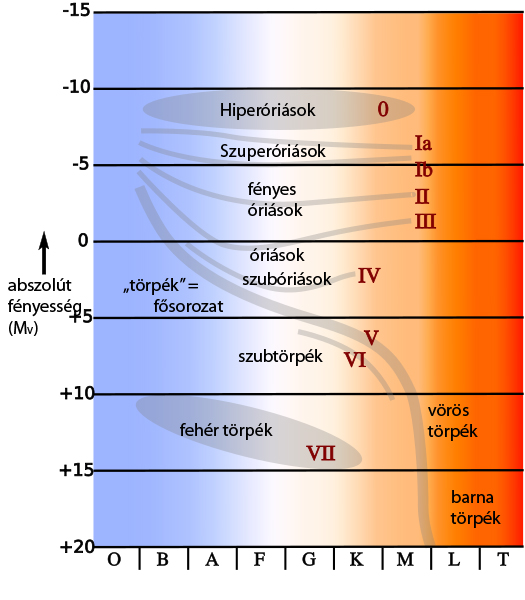 -15
-10
Hiperóriások 0
Ia
Szuperóriások
-5
Ib
fényes
óriások
II
III
0
óriások
szubóriások IV
abszolút
fényesség
(Mv)
„törpék"=
fősorozat
+5
V
szubtörpék VI
+10
vörös
törpék
fehér törpék
VII
+15
barna
törpék
+20
O B A F G K M L T